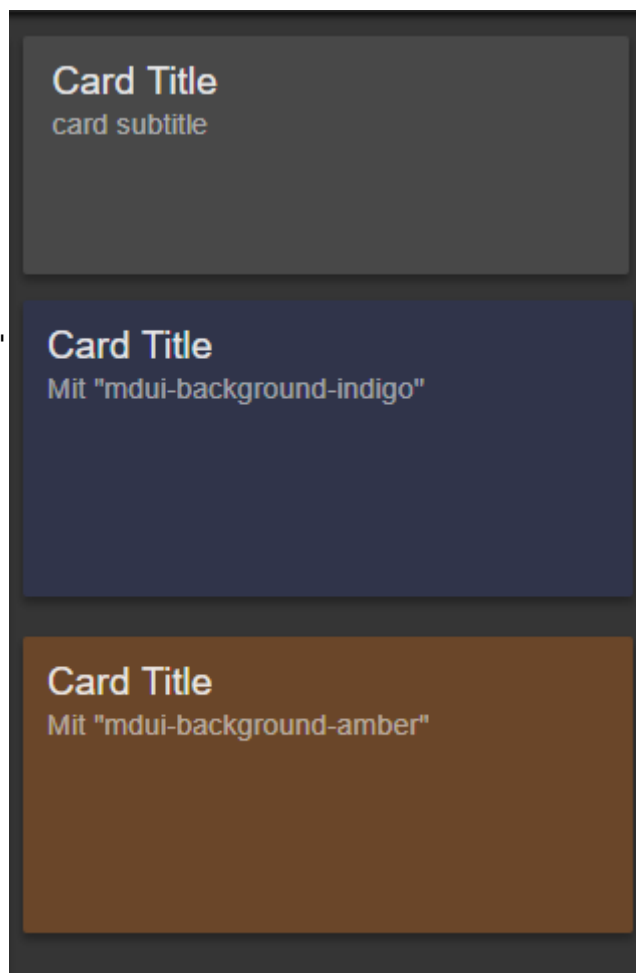 Card Title
card subtitle
Card Title
Mit "mdui-background-indigo"
Card Title
Mit "mdui-background-amber"